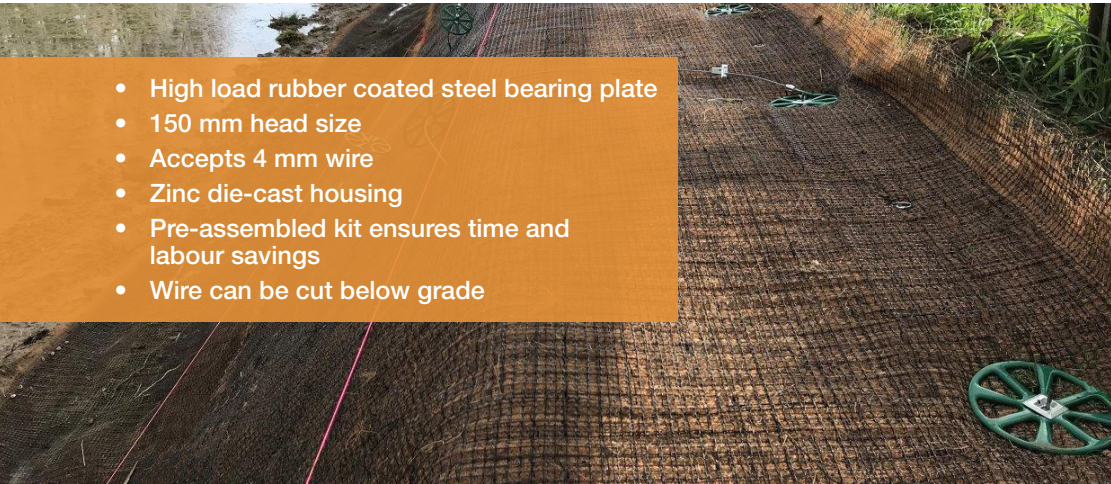 • High load rubber coated steel bearing plate
• 150 mm head size
• Accepts 4 mm wire
• Zinc die-cast housing
• Pre-assembled kit ensures time and
labour savings
• Wire can be cut below grade